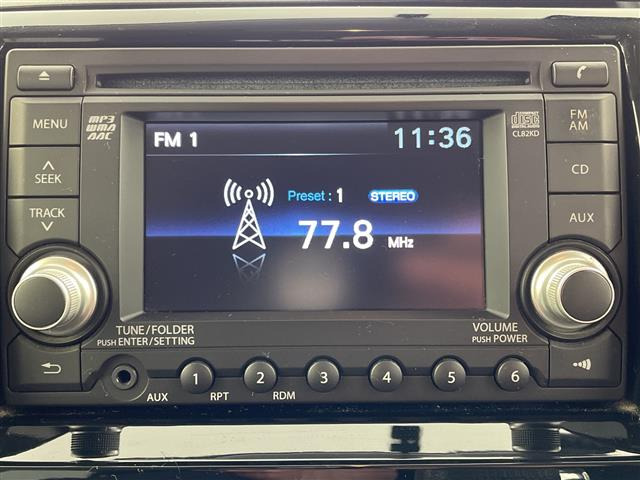 MENU
SEEK
TRACK
MP3
WMA
AAC
FM 1
11:36
Preset : 1
STEREO
77.8 MHz
disc
DIGITAL AUDIO
CL82KD
FM
AM
CD
AUX
TUNE/FOLDER
PUSH ENTER/SETTING
VOLUME
PUSH POWER
AUX
1
RPT
2
RDM
3
4
5
6